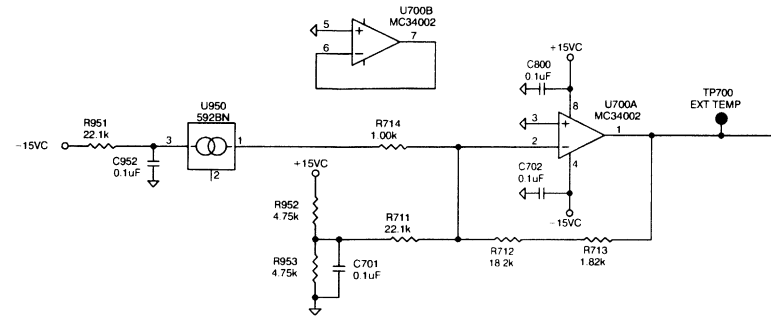 U700B
MC34002
5
+
6
−
7
+15VC
C800
0.1uF
8
U700A
MC34002
TP700
EXT TEMP
U950
592BN
R951
22.1k
−15VC
3
1
2
C952
0.1uF
R714
1.00k
3
+
2
−
1
4
C702
0.1uF
−15VC
+15VC
R952
4.75k
R711
22.1k
R953
4.75k
C701
0.1uF
R712
18.2k
R713
1.82k